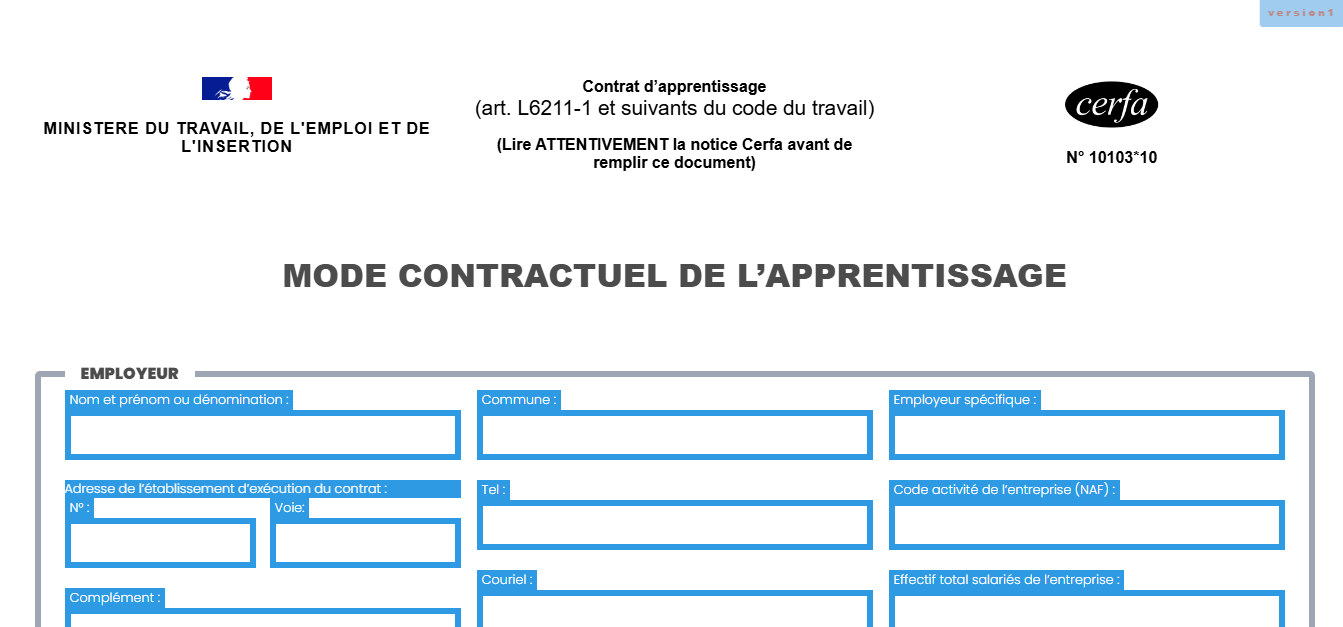 version1
MINISTERE DU TRAVAIL, DE L'EMPLOI ET DE
L'INSERTION
Contrat d’apprentissage
(art. L6211-1 et suivants du code du travail)
(Lire ATTENTIVEMENT la notice Cerfa avant de
remplir ce document)
cerfa
N° 10103*10
MODE CONTRACTUEL DE L’APPRENTISSAGE
EMPLOYEUR
Nom et prénom ou dénomination :
Adresse de l’établissement d’exécution du contrat :
N° :
Voie:
Complément :
Commune :
Tel :
Couriel :
Employeur spécifique :
Code activité de l’entreprise (NAF) :
Effectif total salariés de l’entreprise :